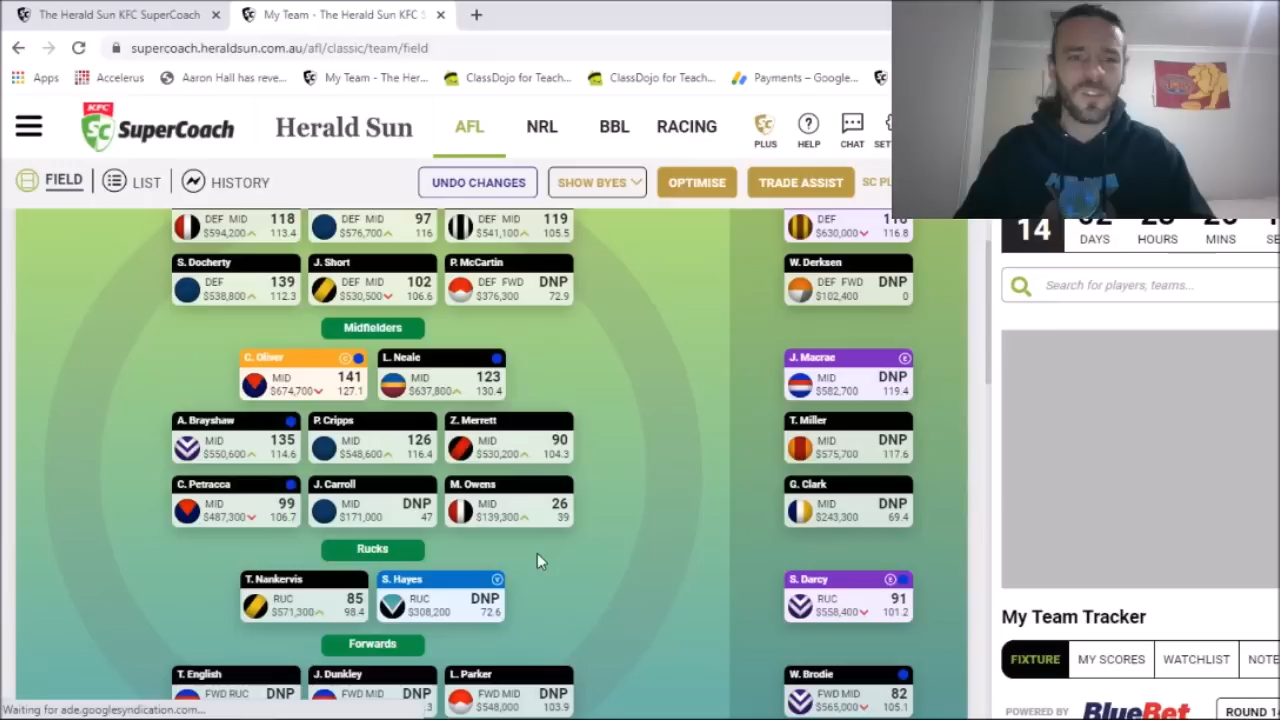 The Herald Sun KFC SuperCoach
My Team - The Herald Sun KFC S
supercoach.heraldsun.com.au/afl/classic/team/field
Apps Accelerus Aaron Hall has reve... My Team - The Her... ClassDojo for Teach... ClassDojo for Teach... Payments – Google...
KFC SC SuperCoach Herald Sun AFL NRL BBL RACING PLUS HELP CHAT SET
FIELD LIST HISTORY UNDO CHANGES SHOW BYES OPTIMISE TRADE ASSIST SC PL
DEF MID 118 DEF MID 97 DEF MID 119 DEF
$594,200 113.4 $576,700 116 $541,100 105.5 $630,000 116.8
14 DAYS HOURS MINS SE
S. Docherty J. Short P. McCartin W. Derksen
DEF 139 DEF MID 102 DEF FWD DNP DEF FWD DNP
$538,800 112.3 $530,500 106.6 $376,300 72.9 $102,400 0
Search for players, teams...
Midfielders
C. Oliver C L. Neale J. Macrae E
MID 141 MID 123 MID DNP
$674,700 127.1 $637,800 130.4 $582,700 119.4
A. Brayshaw P. Cripps Z. Merrett T. Miller
MID 135 MID 126 MID 90 MID DNP
$550,600 114.6 $548,600 116.4 $530,200 104.3 $575,700 117.6
C. Petracca J. Carroll M. Owens G. Clark
MID 99 MID DNP MID 26 MID DNP
$487,300 106.7 $171,000 47 $139,300 39 $243,300 69.4
Rucks
T. Nankervis S. Hayes V S. Darcy E
RUC 85 RUC DNP RUC 91
$571,300 98.4 $308,200 72.6 $558,400 101.2
My Team Tracker
Forwards
FIXTURE MY SCORES WATCHLIST NOTE
T. English J. Dunkley L. Parker W. Brodie
FWD RUC DNP FWD MID DNP FWD MID DNP FWD MID 82
.3 $548,000 103.9 $565,000 105.1
Waiting for ade.googlesyndication.com...
POWERED BY BlueBet ROUND 1